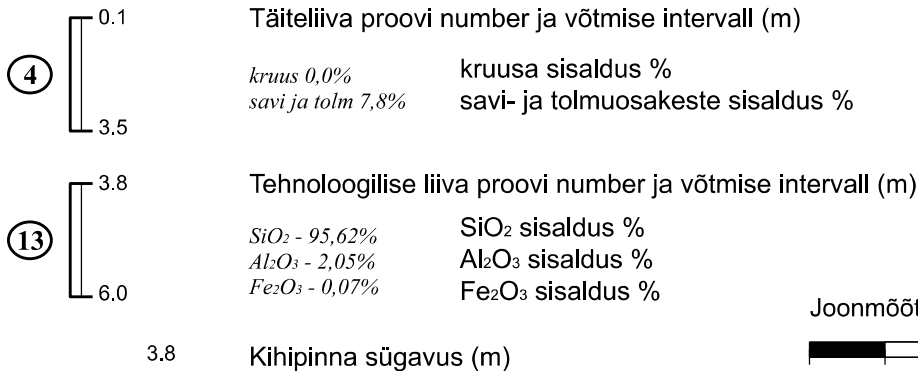 0.1 Täiteliiva proovi number ja võtmise intervall (m)
4 kruus 0,0% kruusa sisaldus %
savi ja tolm 7,8% savi- ja tolmuosakeste sisaldus %
3.5
3.8 Tehnoloogilise liiva proovi number ja võtmise intervall (m)
13 SiO₂ - 95,62% SiO₂ sisaldus %
Al₂O₃ - 2,05% Al₂O₃ sisaldus %
Fe₂O₃ - 0,07% Fe₂O₃ sisaldus %
6.0
Joonmõõt
3.8 Kihipinna sügavus (m)